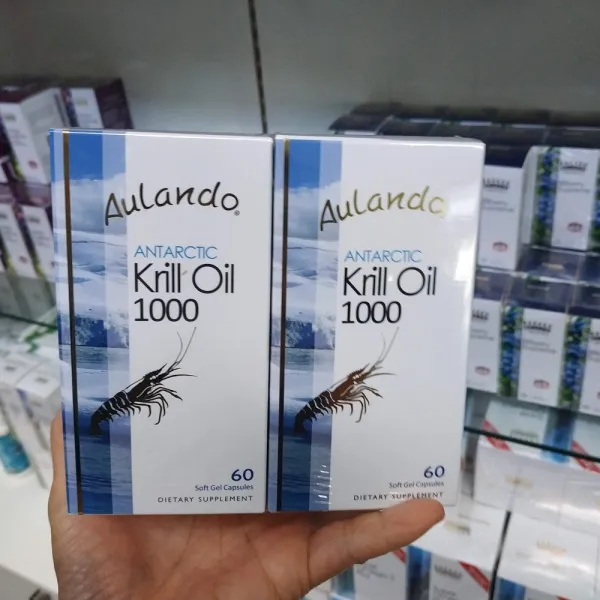 Aulando®
ANTARCTIC
Krill Oil
1000
60
Soft Gel Capsules
DIETARY SUPPLEMENT
Aulando
ANTARCTIC
Krill Oil
1000
60
Soft Gel Capsules
DIETARY SUPPLEMENT